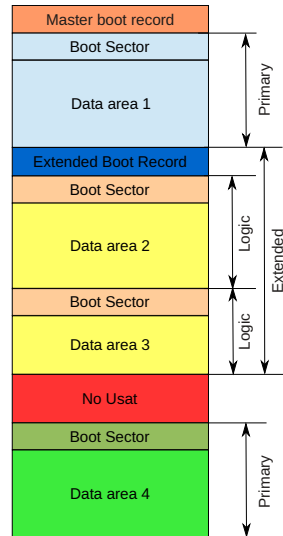 Master boot record
Boot Sector
Data area 1
Primary
Extended Boot Record
Boot Sector
Data area 2
Logic
Extended
Boot Sector
Data area 3
Logic
No Usat
Boot Sector
Data area 4
Primary